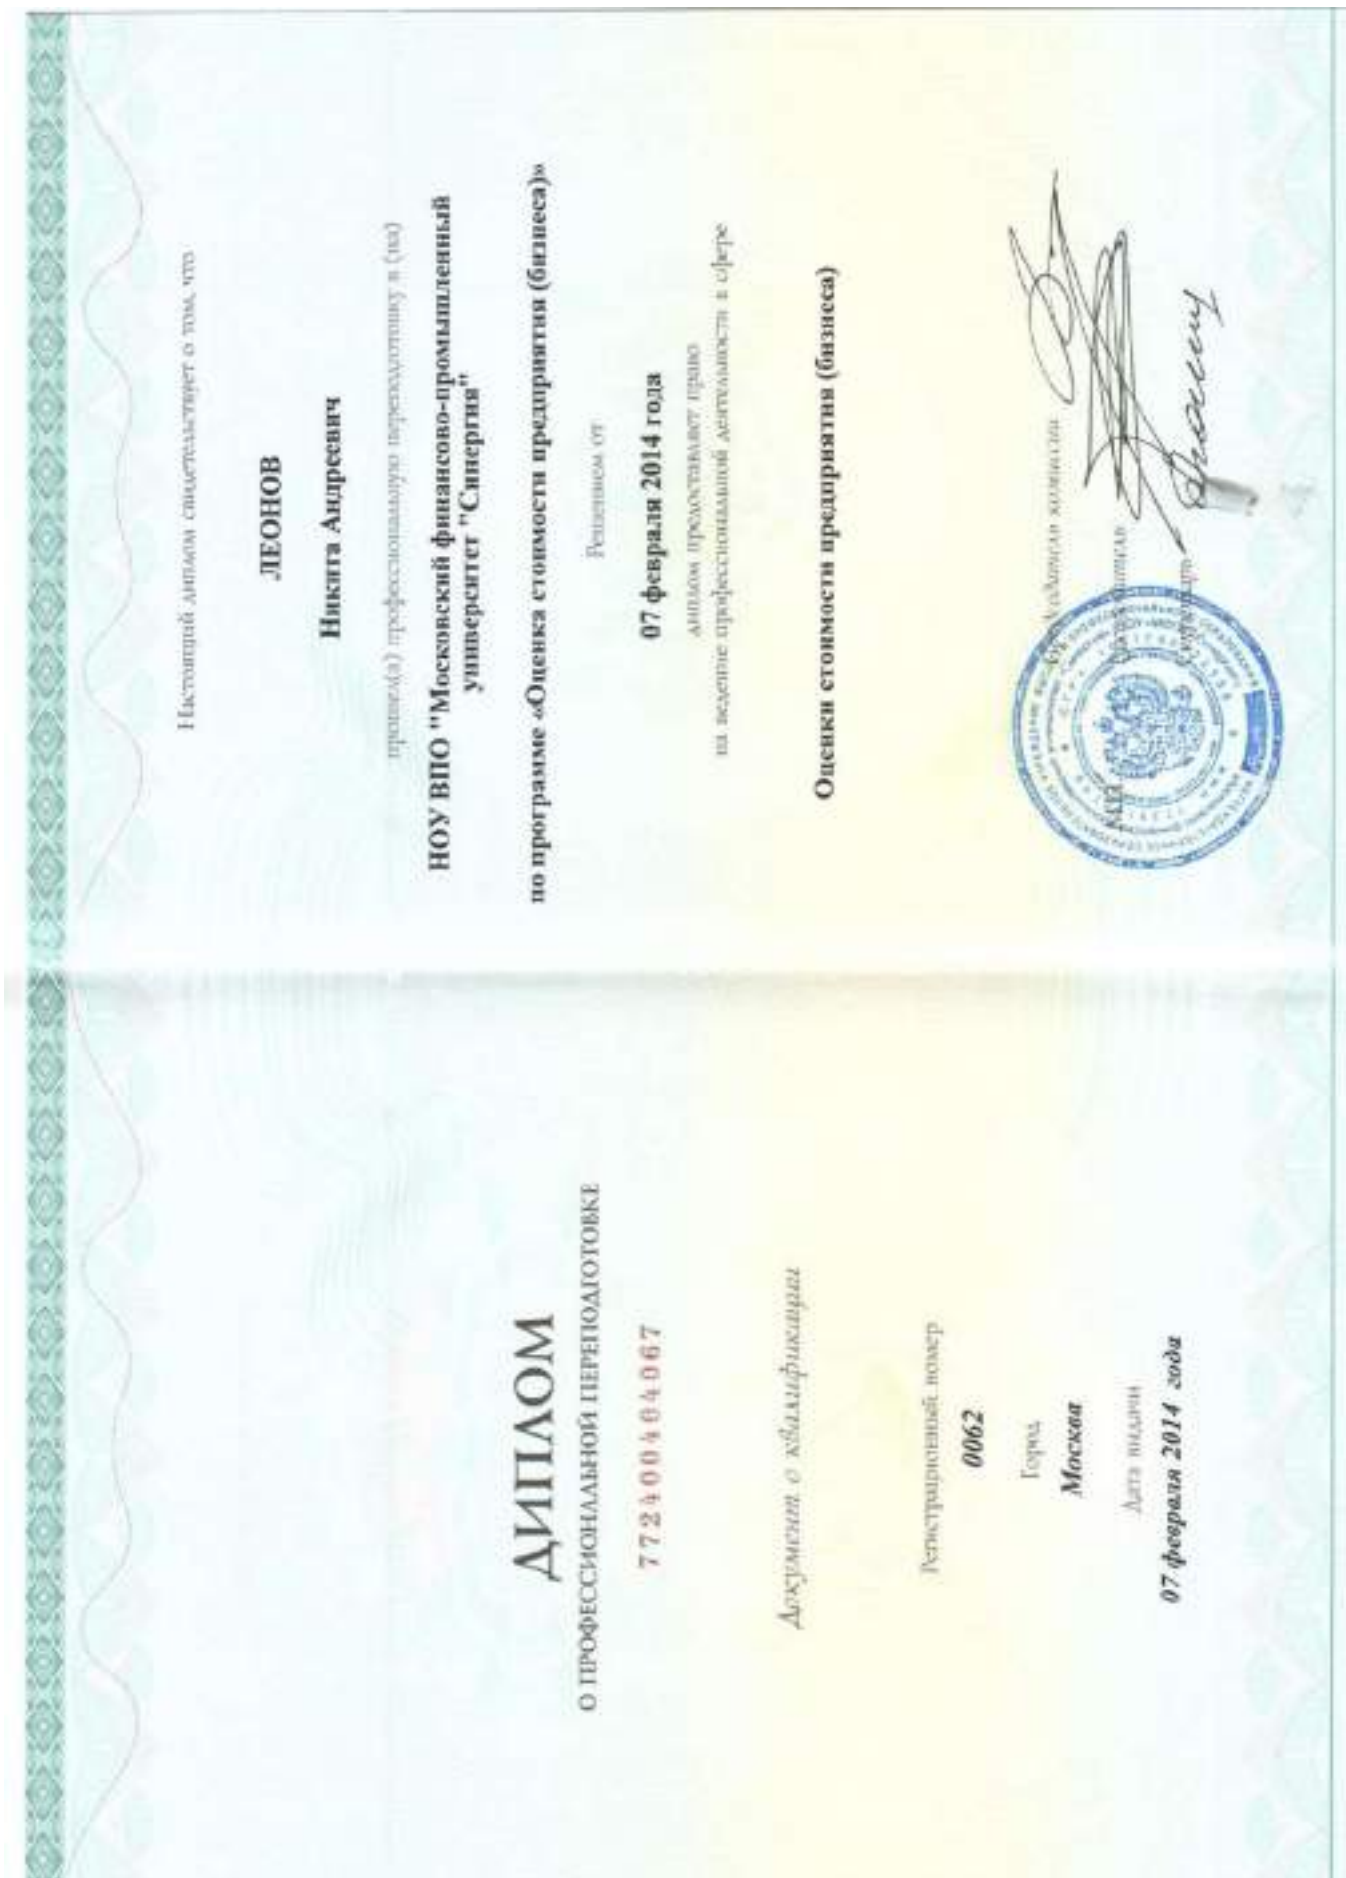 ДИПЛОМ
О ПРОФЕССИОНАЛЬНОЙ ПЕРЕПОДГОТОВКЕ
772400404067
Документ о квалификации
Регистрационный номер
0062
Город
Москва
Дата выдачи
07 февраля 2014 года
Настоящий диплом свидетельствует о том, что
ЛЕОНОВ
Никита Андреевич
прошел(а) профессиональную переподготовку в (на)
НОУ ВПО "Московский финансово-промышленный
университет "Синергия"
по программе «Оценка стоимости предприятия (бизнеса)»
Решением от
07 февраля 2014 года
диплом предоставляет право
на ведение профессиональной деятельности в сфере
Оценки стоимости предприятия (бизнеса)
комиссии
М.П.